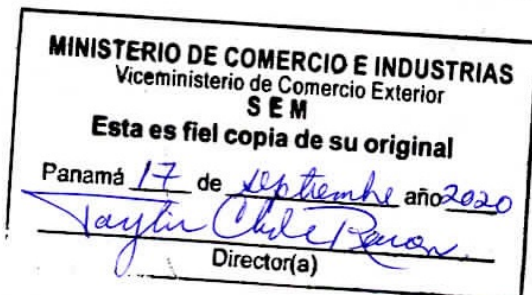 MINISTERIO DE COMERCIO E INDUSTRIAS
Viceministerio de Comercio Exterior
S E M
Esta es fiel copia de su original
Panamá 17 de septiembre año 2020
Director(a)